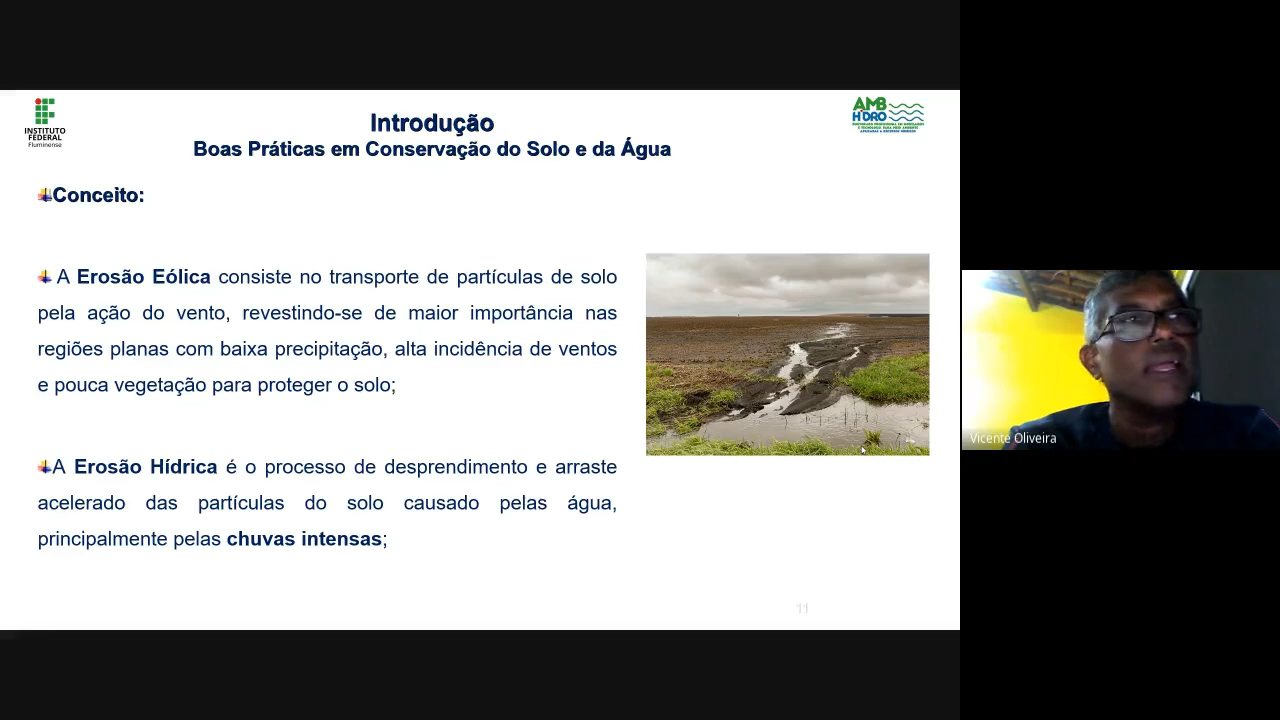 INSTITUTO
FEDERAL
Fluminense
Introdução
Boas Práticas em Conservação do Solo e da Água
AMB
HIDRO
Conceito:
A Erosão Eólica consiste no transporte de partículas de solo
pela ação do vento, revestindo-se de maior importância nas
regiões planas com baixa precipitação, alta incidência de ventos
e pouca vegetação para proteger o solo;
A Erosão Hídrica é o processo de desprendimento e arraste
acelerado das partículas do solo causado pelas água,
principalmente pelas chuvas intensas;
11
Vicente Oliveira